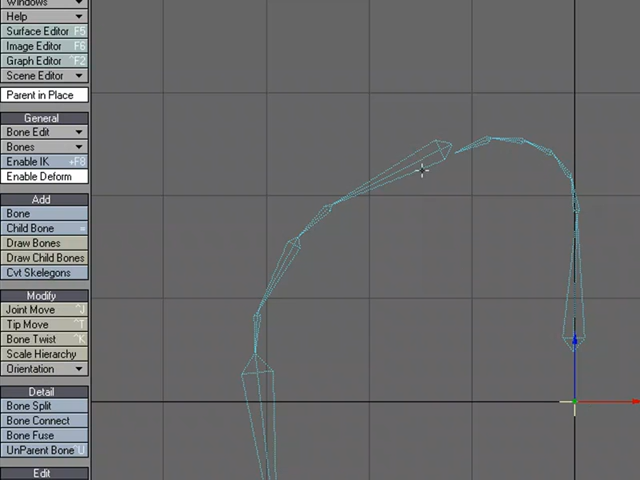 Windows
Help
Surface Editor F5
Image Editor F6
Graph Editor ^F2
Scene Editor
Parent in Place
General
Bone Edit
Bones
Enable IK +F8
Enable Deform
Add
Bone
Child Bone =
Draw Bones
Draw Child Bones
Cvt Skelegons
Modify
Joint Move ^J
Tip Move ^T
Bone Twist ^K
Scale Hierarchy
Orientation
Detail
Bone Split
Bone Connect
Bone Fuse
UnParent Bone U
Edit